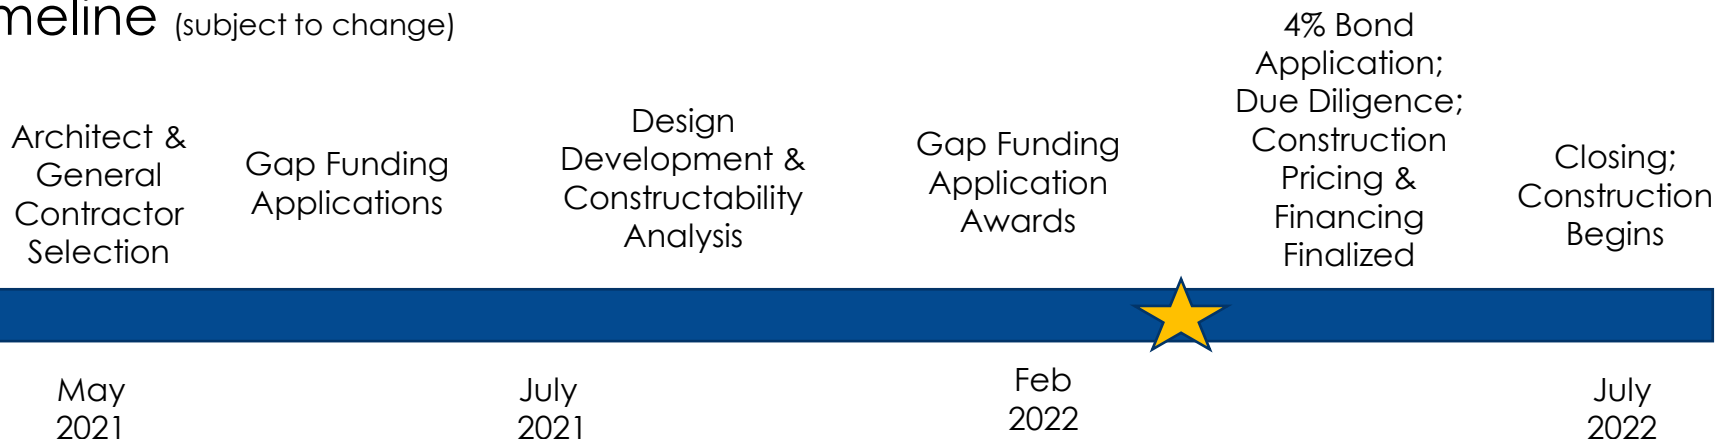 meline (subject to change)
Architect &
General
Contractor
Selection
Gap Funding
Applications
Design
Development &
Constructability
Analysis
Gap Funding
Application
Awards
4% Bond
Application;
Due Diligence;
Construction
Pricing &
Financing
Finalized
Closing;
Construction
Begins
May
2021
July
2021
Feb
2022
July
2022